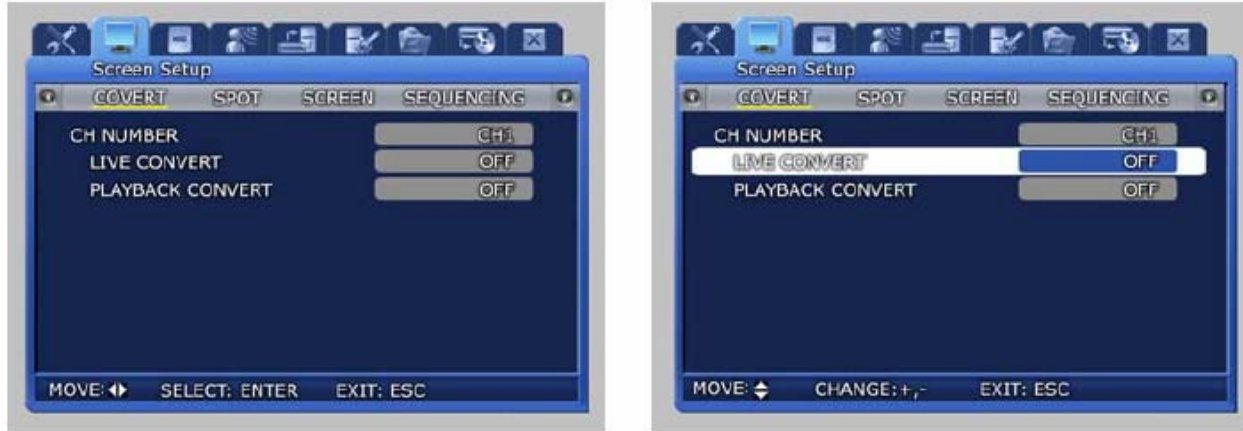 Screen Setup
COVERT SPOT SCREEN SEQUENCING
CH NUMBER CH1
LIVE CONVERT OFF
PLAYBACK CONVERT OFF
MOVE: SELECT: ENTER EXIT: ESC
Screen Setup
COVERT SPOT SCREEN SEQUENCING
CH NUMBER CH1
LIVE CONVERT OFF
PLAYBACK CONVERT OFF
MOVE: CHANGE:+,- EXIT: ESC